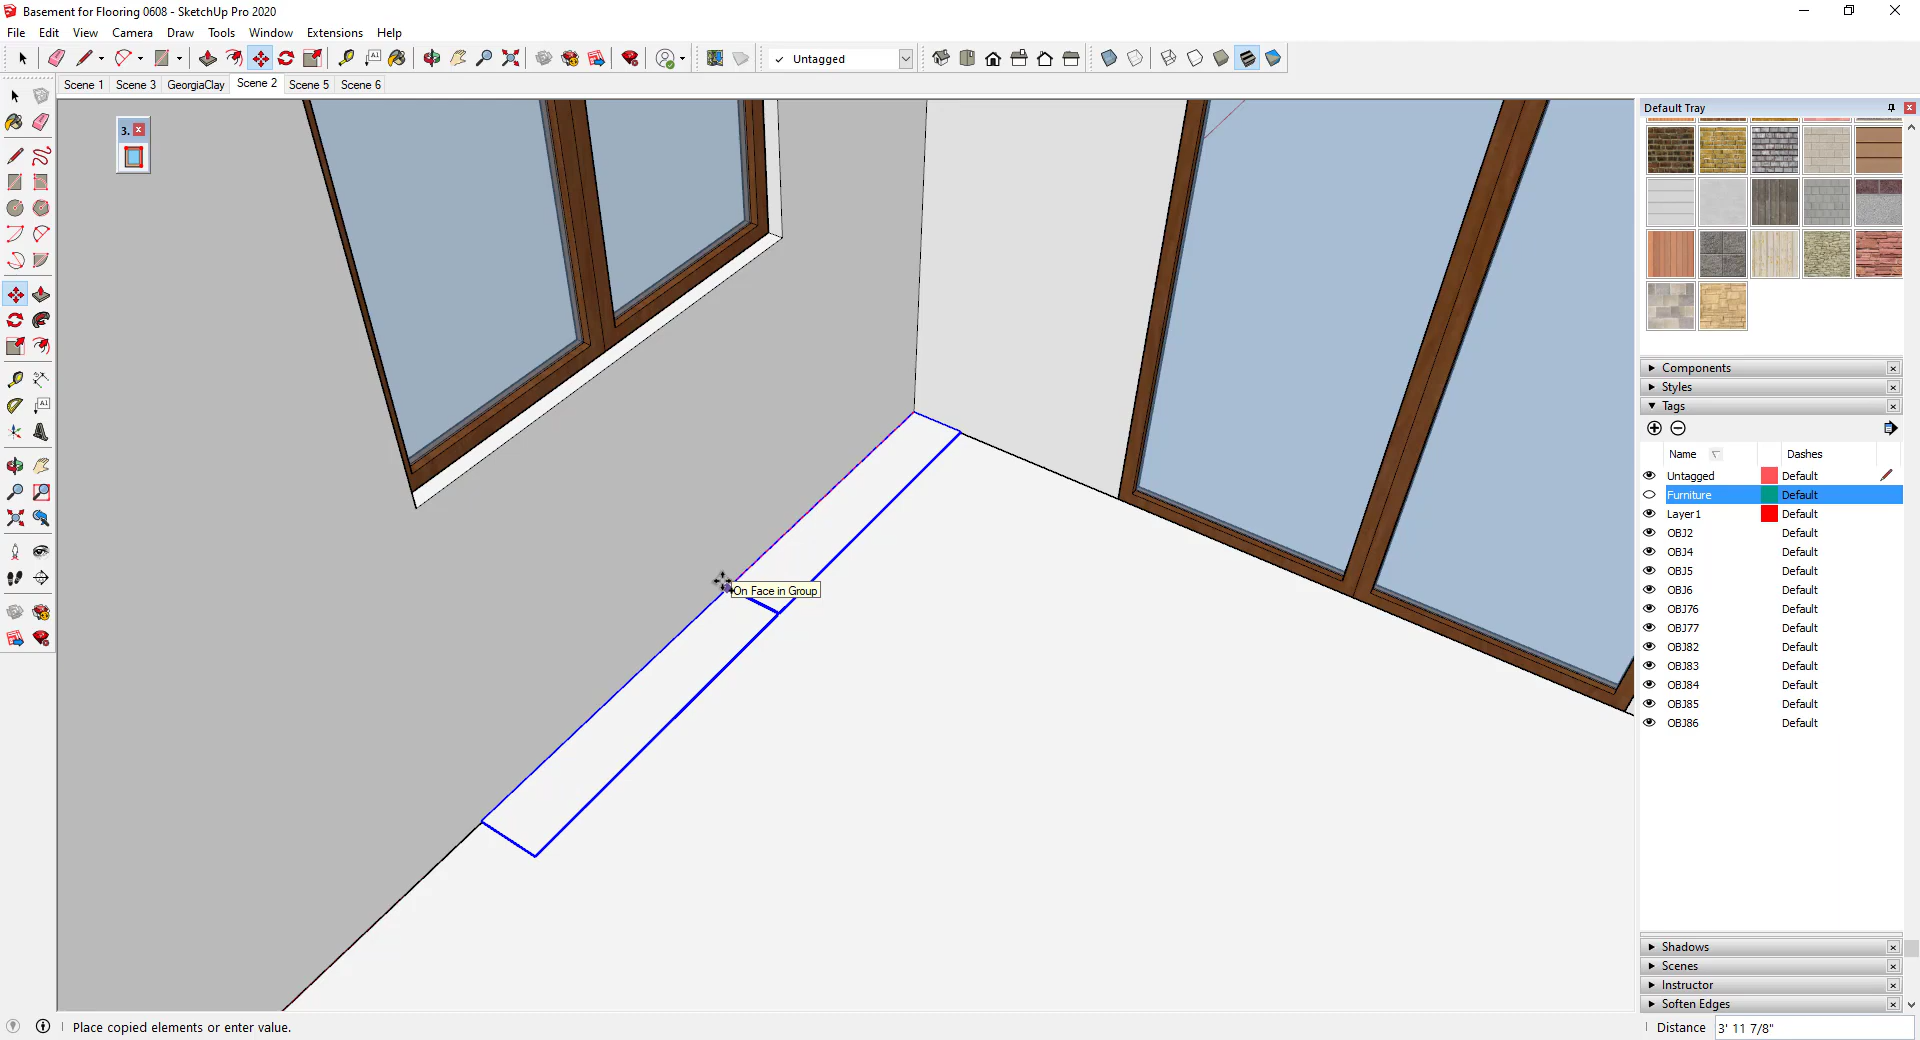 Basement for Flooring 0608 - SketchUp Pro 2020
File Edit View Camera Draw Tools Window Extensions Help
Untagged
Scene 1 Scene 3 GeorgiaClay Scene 2 Scene 5 Scene 6
3.
Default Tray
On Face in Group
Components
Styles
Tags
Name Dashes
Untagged Default
Furniture Default
Layer1 Default
OBJ2 Default
OBJ4 Default
OBJ5 Default
OBJ6 Default
OBJ76 Default
OBJ77 Default
OBJ82 Default
OBJ83 Default
OBJ84 Default
OBJ85 Default
OBJ86 Default
Shadows
Scenes
Instructor
Soften Edges
Place copied elements or enter value.
Distance 3' 11 7/8"